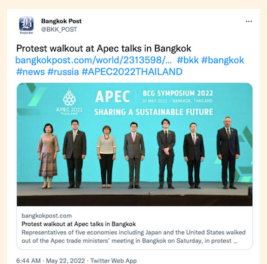 Bangkok Post
@BKK_POST
Protest walkout at Apec talks in Bangkok
bangkokpost.com/world/2313598/... #bkk #bangkok
#news #russia #APEC2022THAILAND
APEC BCG SYMPOSIUM 2022
SHARING A SUSTAINABLE FUTURE
bangkokpost.com
Protest walkout at Apec talks in Bangkok
Representatives of five economies including Japan and the United States walked
out of the Apec trade ministers' meeting in Bangkok on Saturday, in protest ...
6:44 AM · May 22, 2022 · Twitter Web App